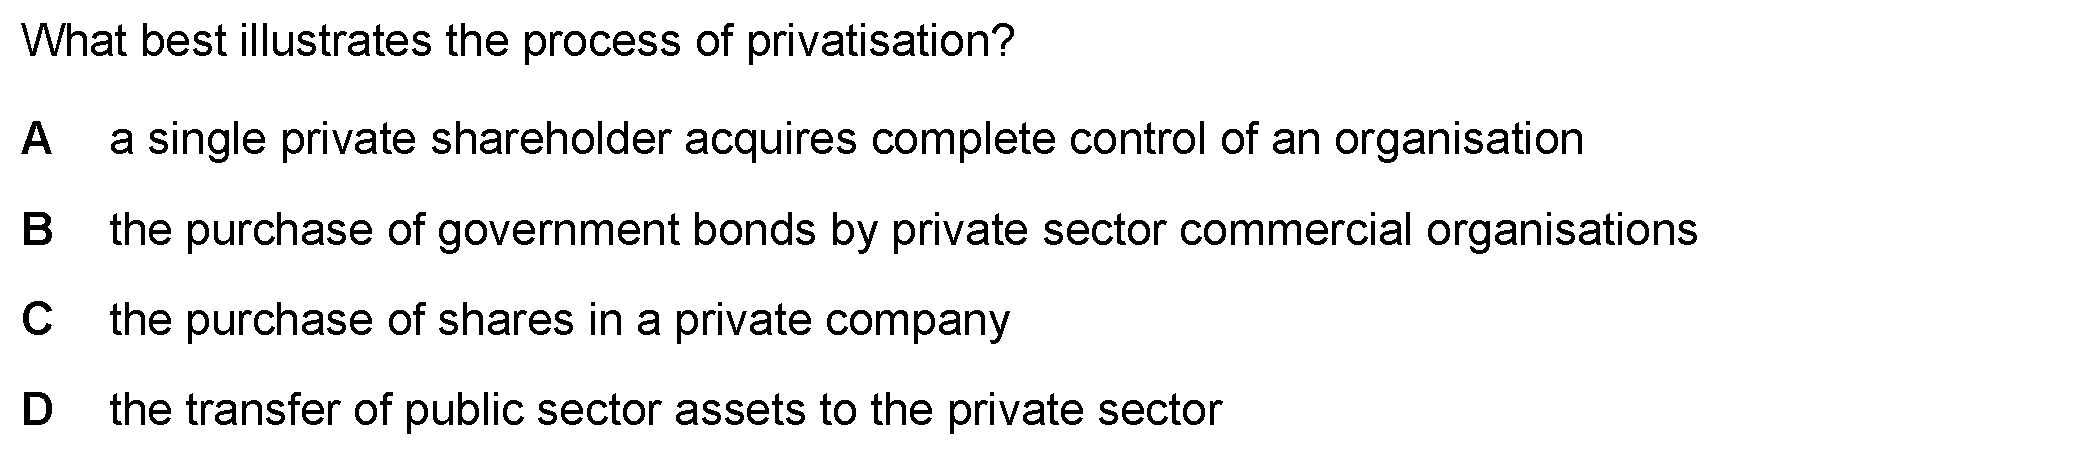 What best illustrates the process of privatisation?
A a single private shareholder acquires complete control of an organisation
B the purchase of government bonds by private sector commercial organisations
C the purchase of shares in a private company
D the transfer of public sector assets to the private sector